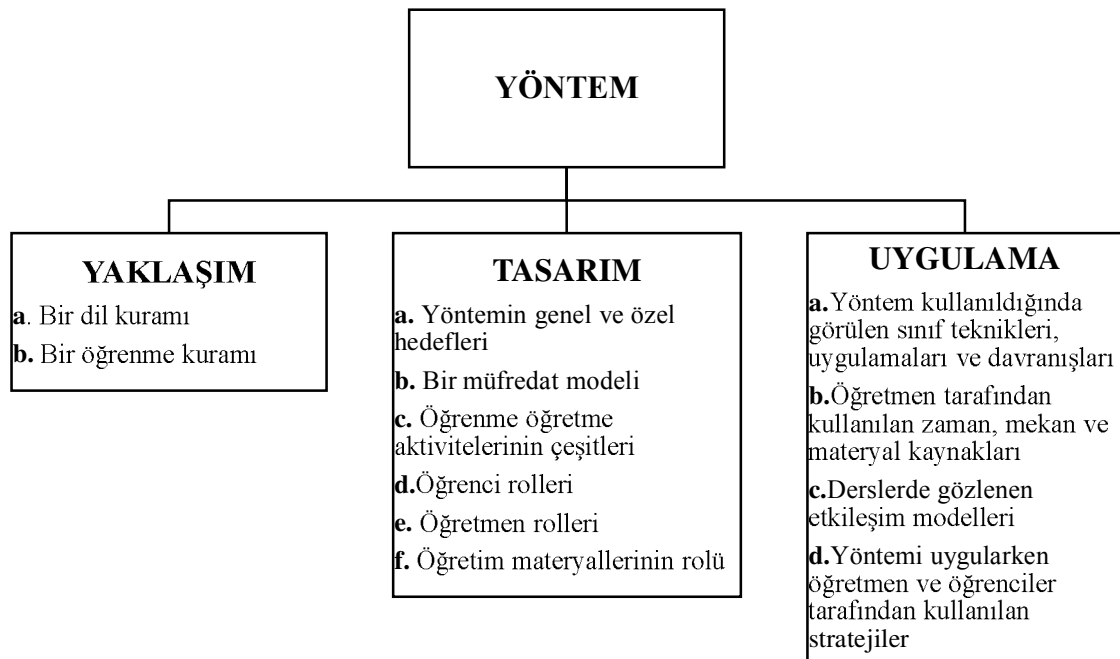 YÖNTEM
YAKLAŞIM
a. Bir dil kuramı
b. Bir öğrenme kuramı
TASARIM
a. Yöntemin genel ve özel
hedefleri
b. Bir müfredat modeli
c. Öğrenme öğretme
aktivitelerinin çeşitleri
d.Öğrenci rolleri
e. Öğretmen rolleri
f. Öğretim materyallerinin rolü
UYGULAMA
a.Yöntem kullanıldığında
görülen sınıf teknikleri,
uygulamaları ve davranışları
b.Öğretmen tarafından
kullanılan zaman, mekan ve
materyal kaynakları
c.Derslerde gözlenen
etkileşim modelleri
d.Yöntemi uygularken
öğretmen ve öğrenciler
tarafından kullanılan
stratejiler